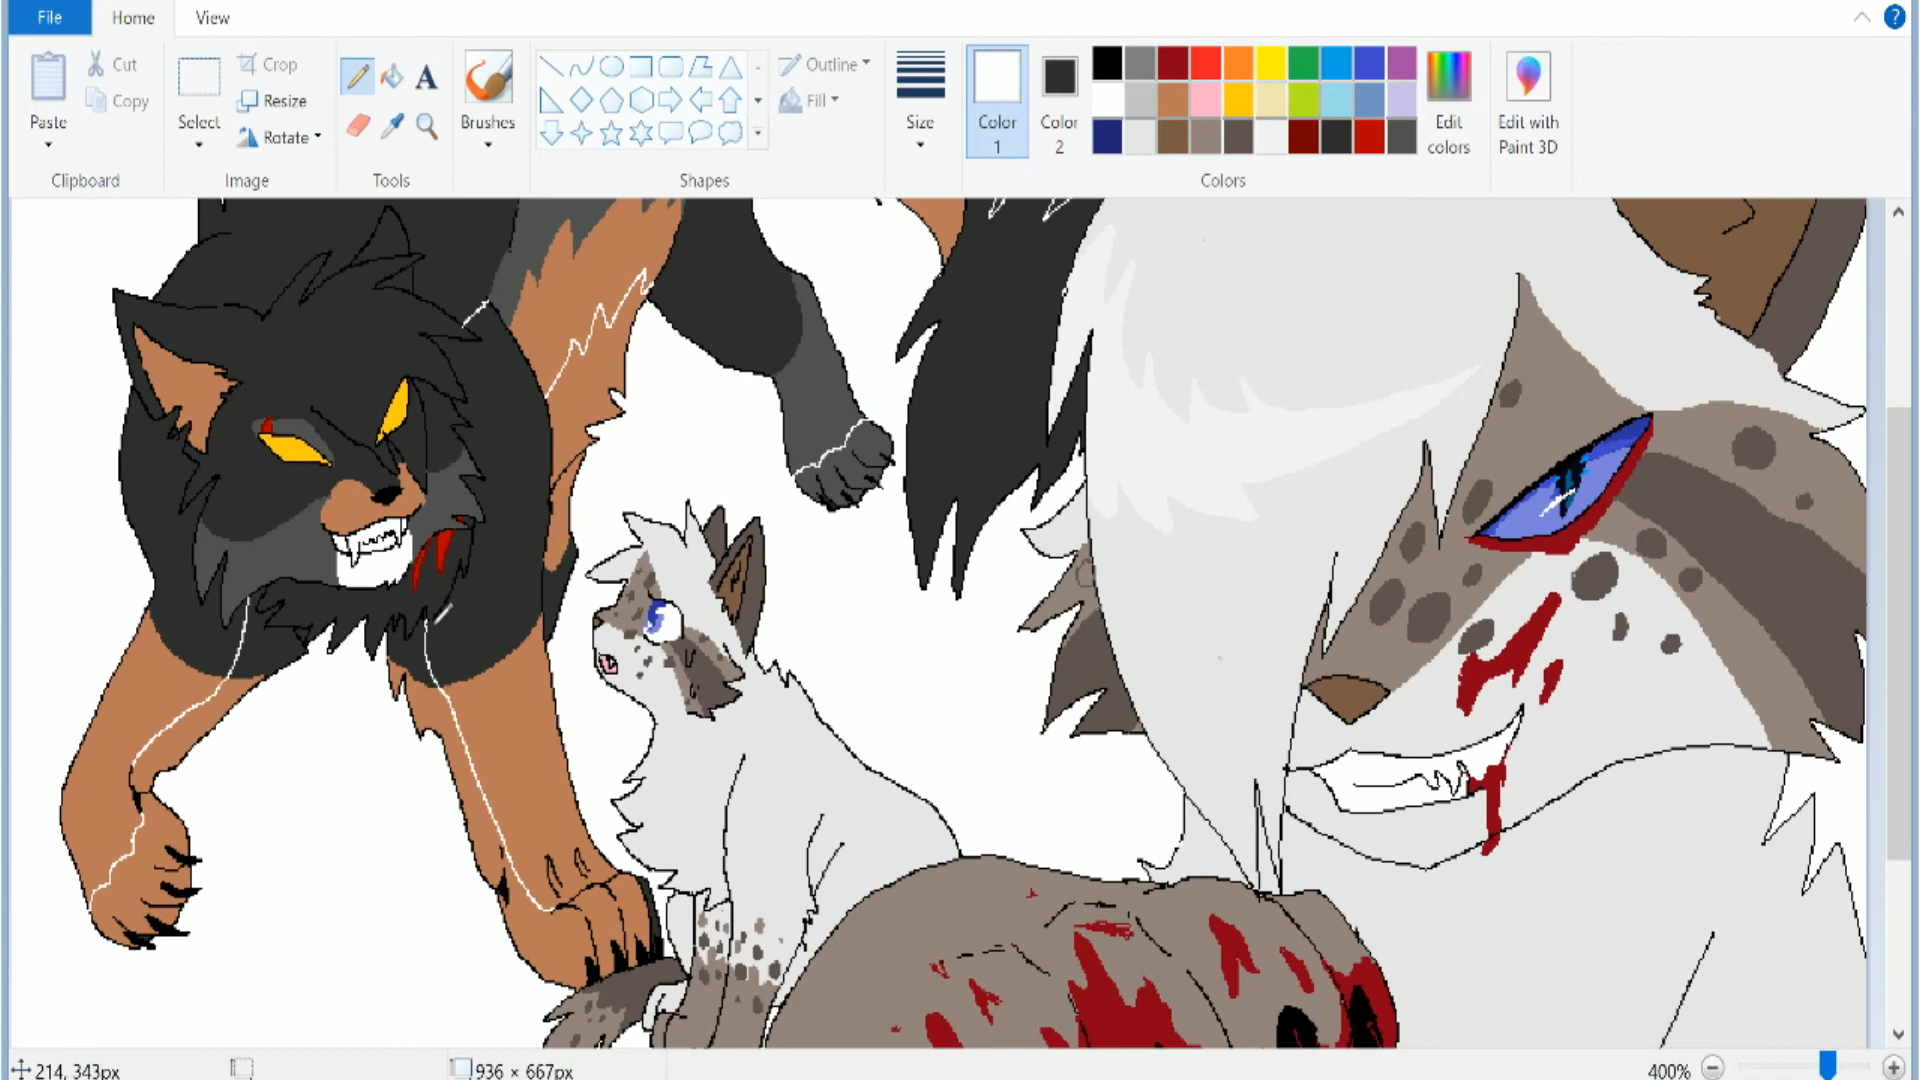 File Home View
Paste
Cut
Copy
Clipboard
Select
Crop
Resize
Rotate
Image
A
Tools
Brushes
Shapes
Outline
Fill
Size
Color 1
Color 2
Colors
Edit colors
Edit with Paint 3D
?
214, 343px
936 × 667px
400%